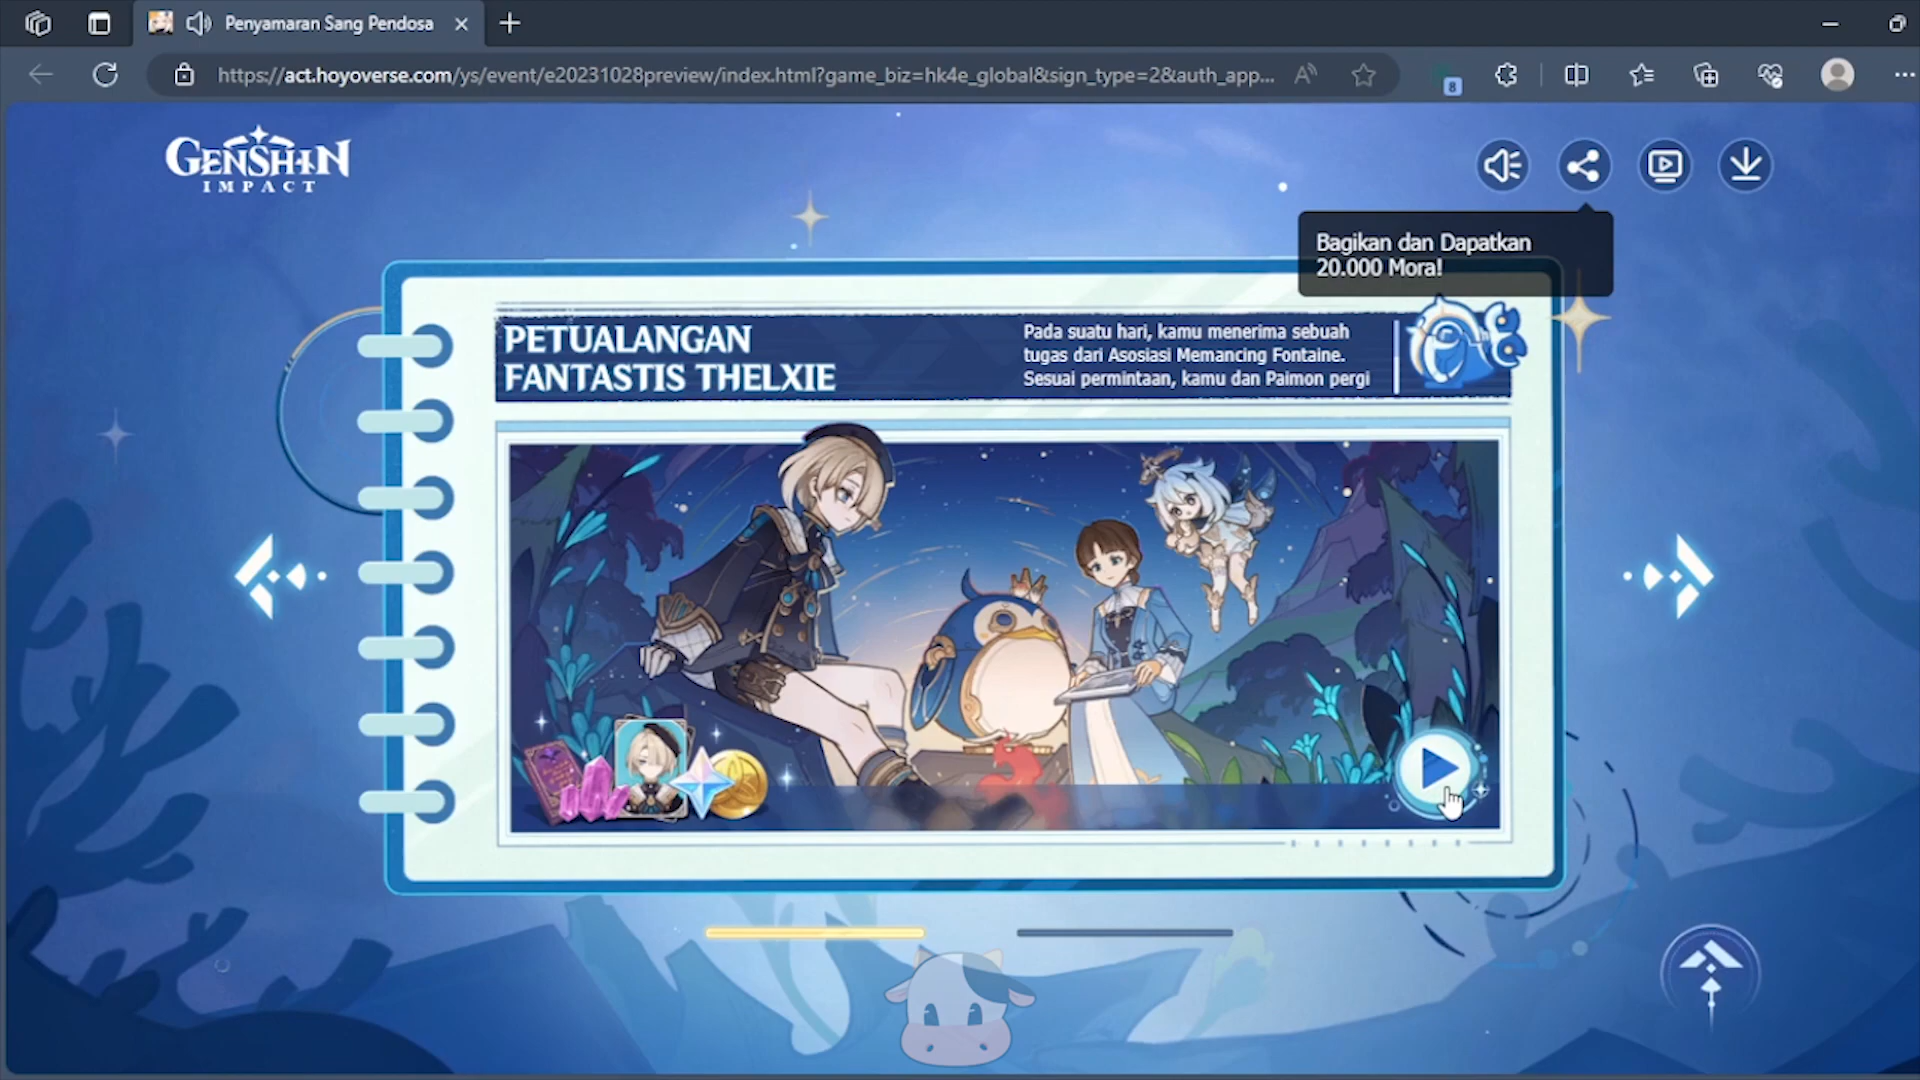 Penyamaran Sang Pendosa
https://act.hoyoverse.com/ys/event/e20231028preview/index.html?game_biz=hk4e_global&sign_type=2&auth_app...
8
GENSHIN
IMPACT
Bagikan dan Dapatkan
20.000 Mora!
PETUALANGAN
FANTASTIS THELXIE
Pada suatu hari, kamu menerima sebuah
tugas dari Asosiasi Memancing Fontaine.
Sesuai permintaan, kamu dan Paimon pergi